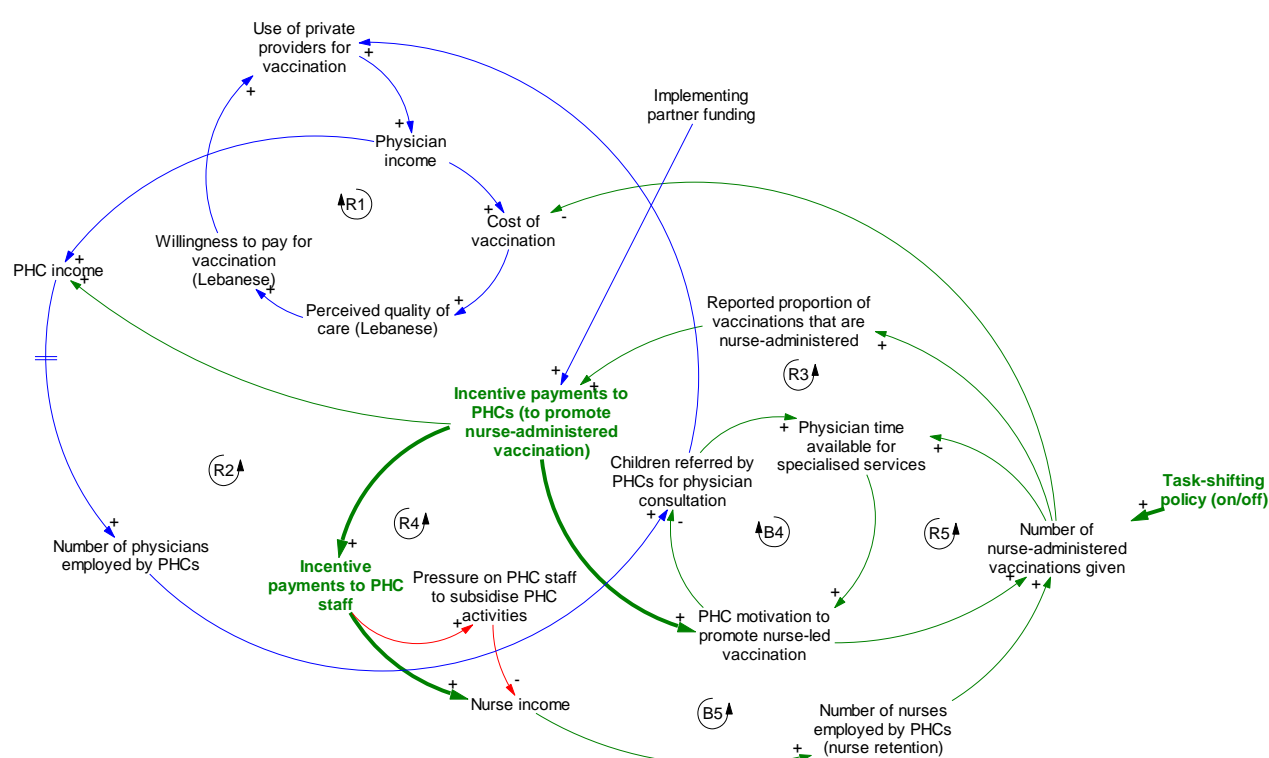 Use of private
providers for
vaccination
+
+
Implementing
partner funding
+
Physician
income
R1
+
Cost of
vaccination
-
Willingness to pay for
vaccination
(Lebanese)
+
PHC income
+
+
Perceived quality of
care (Lebanese)
+
Reported proportion of
vaccinations that are
nurse-administered
+
R3
+
+
Incentive payments to
PHCs (to promote
nurse-administered
vaccination)
Physician time
available for
specialised services
+
+
Children referred by
PHCs for physician
consultation
+
-
R2
R4
B4
R5
Task-shifting
policy (on/off)
+
Number of
nurse-administered
vaccinations given
+
+
Number of physicians
employed by PHCs
+
Incentive
payments to PHC
staff
+
Pressure on PHC staff
to subsidise PHC
activities
+
PHC motivation to
promote nurse-led
vaccination
+
+
Nurse income
+
-
B5
Number of nurses
employed by PHCs
(nurse retention)
+